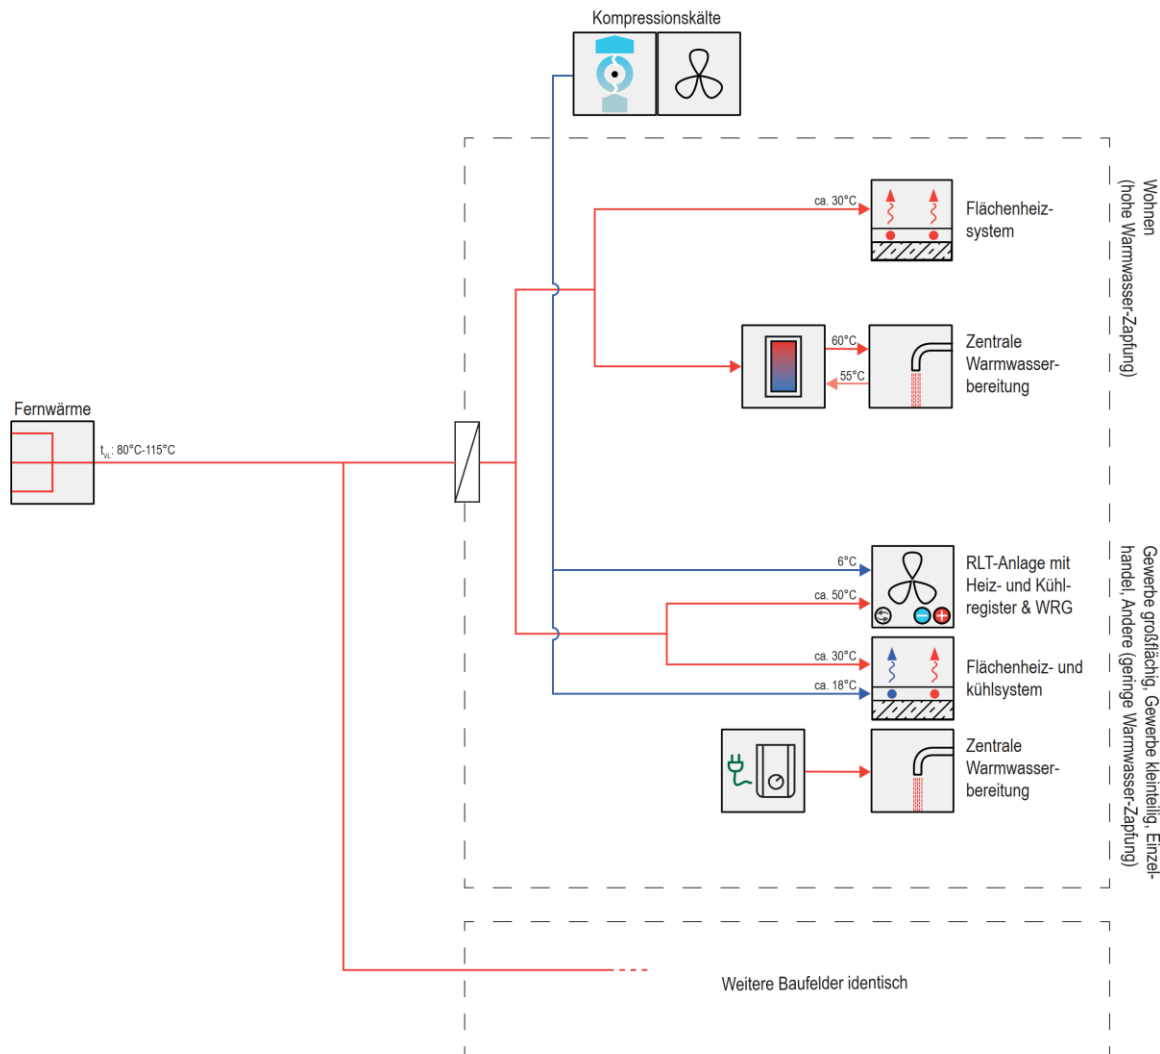 Kompressionskälte
ca. 30°C
Flächenheiz-
system
Wohnen
(hohe Warmwasser-Zapfung)
60°C
55°C
Zentrale
Warmwasser-
bereitung
Fernwärme
tVL: 80°C-115°C
6°C
ca. 50°C
RLT-Anlage mit
Heiz- und Kühl-
register & WRG
ca. 30°C
ca. 18°C
Flächenheiz- und
kühlsystem
Zentrale
Warmwasser-
bereitung
Gewerbe großflächig, Gewerbe kleinteilig, Einzel-
handel, Andere (geringe Warmwasser-Zapfung)
Weitere Baufelder identisch